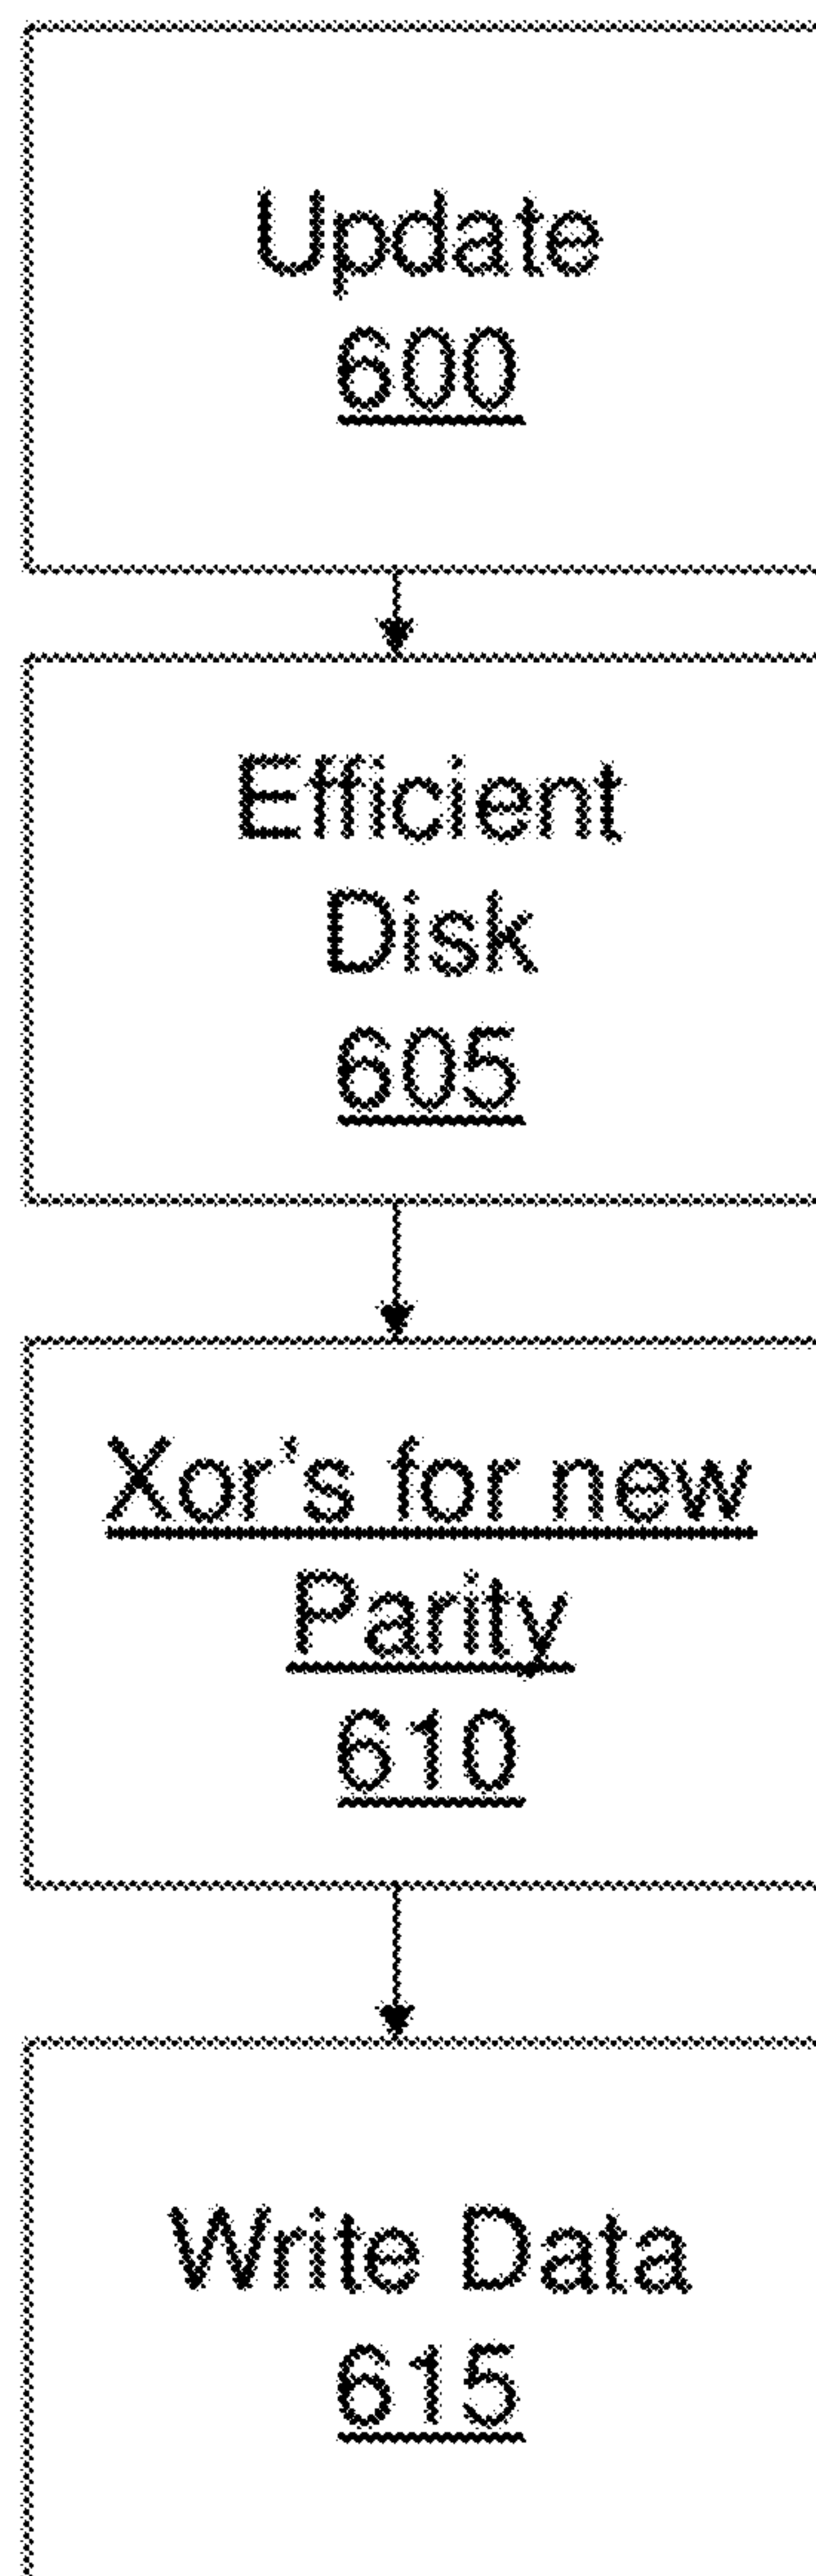 Update
600
Efficient
Disk
605
Xor's for new
Parity
610
Write Data
615